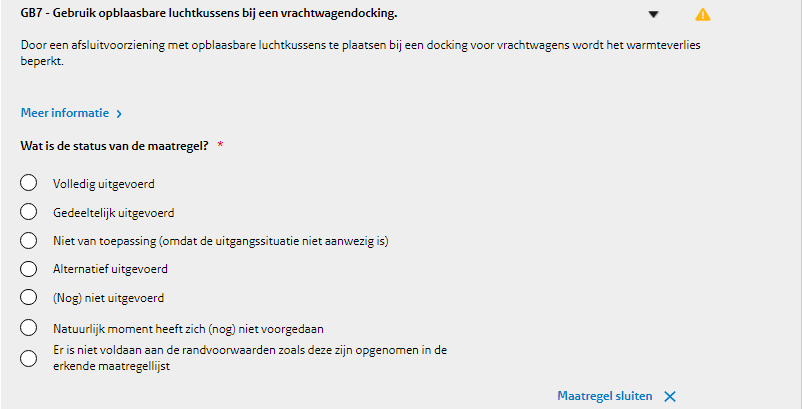 GB7 - Gebruik opblaasbare luchtkussens bij een vrachtwagendocking.
Door een afsluitvoorziening met opblaasbare luchtkussens te plaatsen bij een docking voor vrachtwagens wordt het warmteverlies
beperkt.
Meer informatie
Wat is de status van de maatregel? *
Volledig uitgevoerd
Gedeeltelijk uitgevoerd
Niet van toepassing (omdat de uitgangssituatie niet aanwezig is)
Alternatief uitgevoerd
(Nog) niet uitgevoerd
Natuurlijk moment heeft zich (nog) niet voorgedaan
Er is niet voldaan aan de randvoorwaarden zoals deze zijn opgenomen in de
erkende maatregellijst
Maatregel sluiten